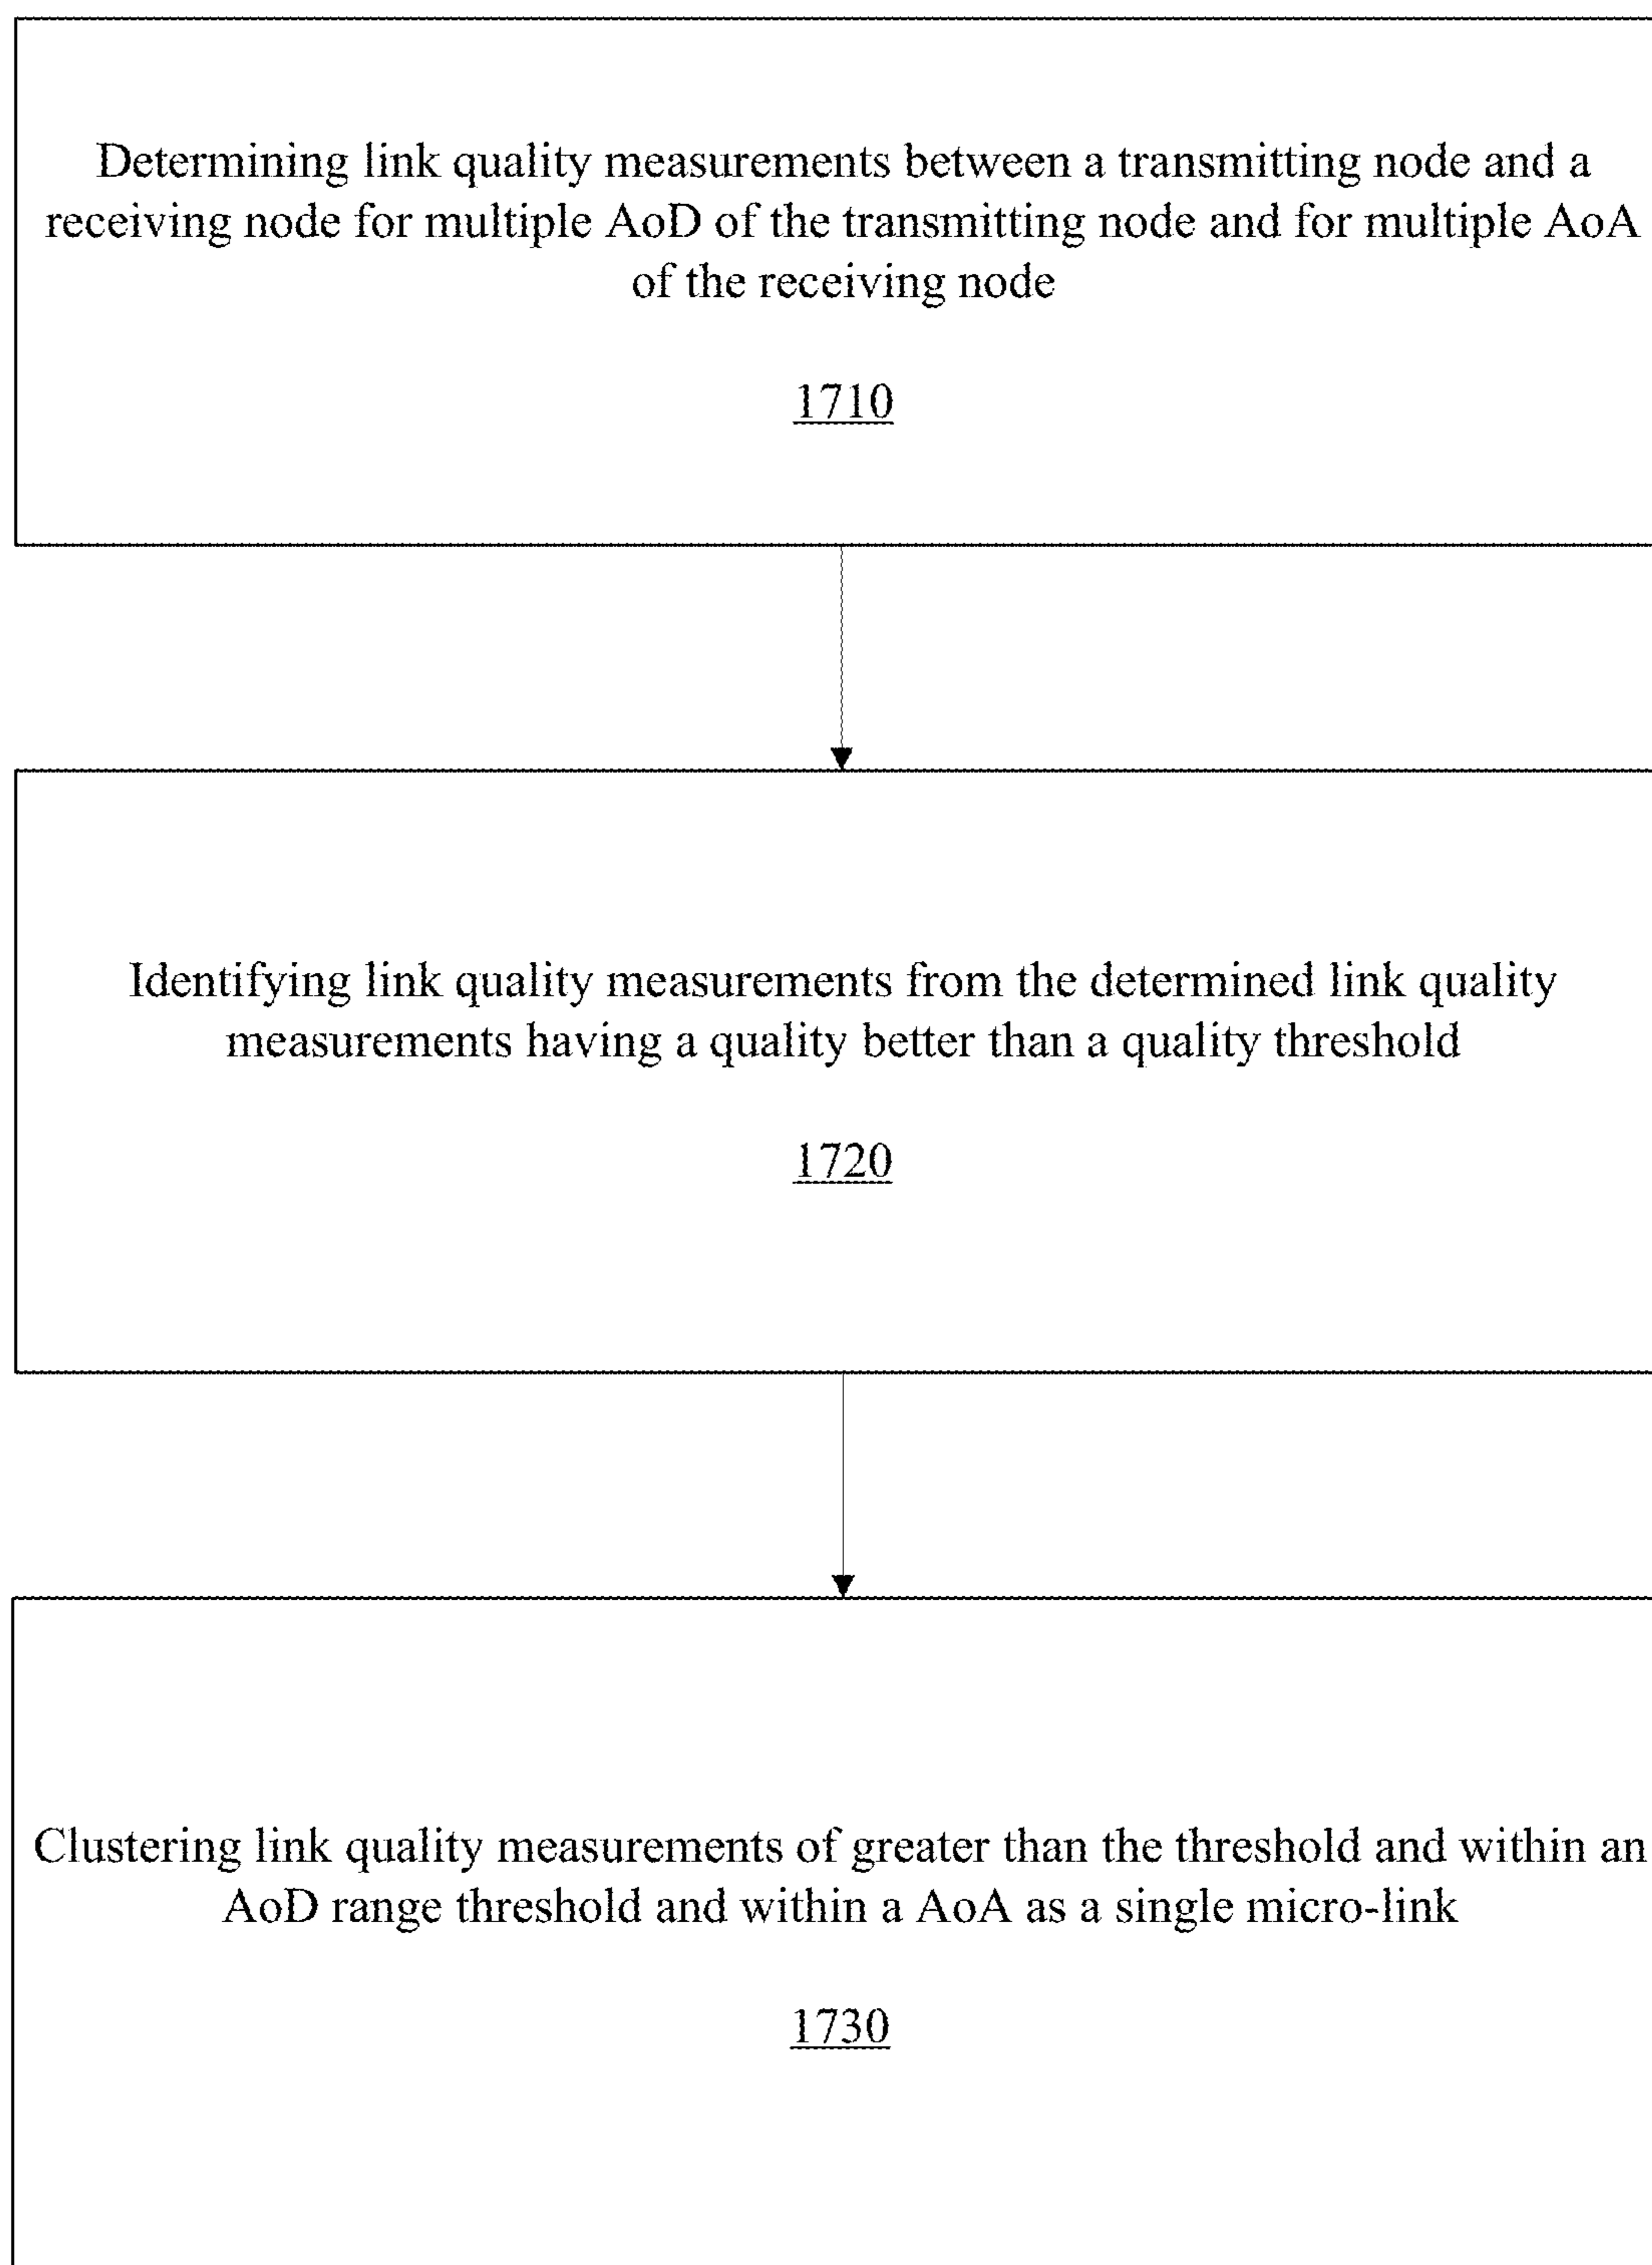 Determining link quality measurements between a transmitting node and a
receiving node for multiple AoD of the transmitting node and for multiple AoA
of the receiving node
1710
Identifying link quality measurements from the determined link quality
measurements having a quality better than a quality threshold
1720
Clustering link quality measurements of greater than the threshold and within an
AoD range threshold and within a AoA as a single micro-link
1730